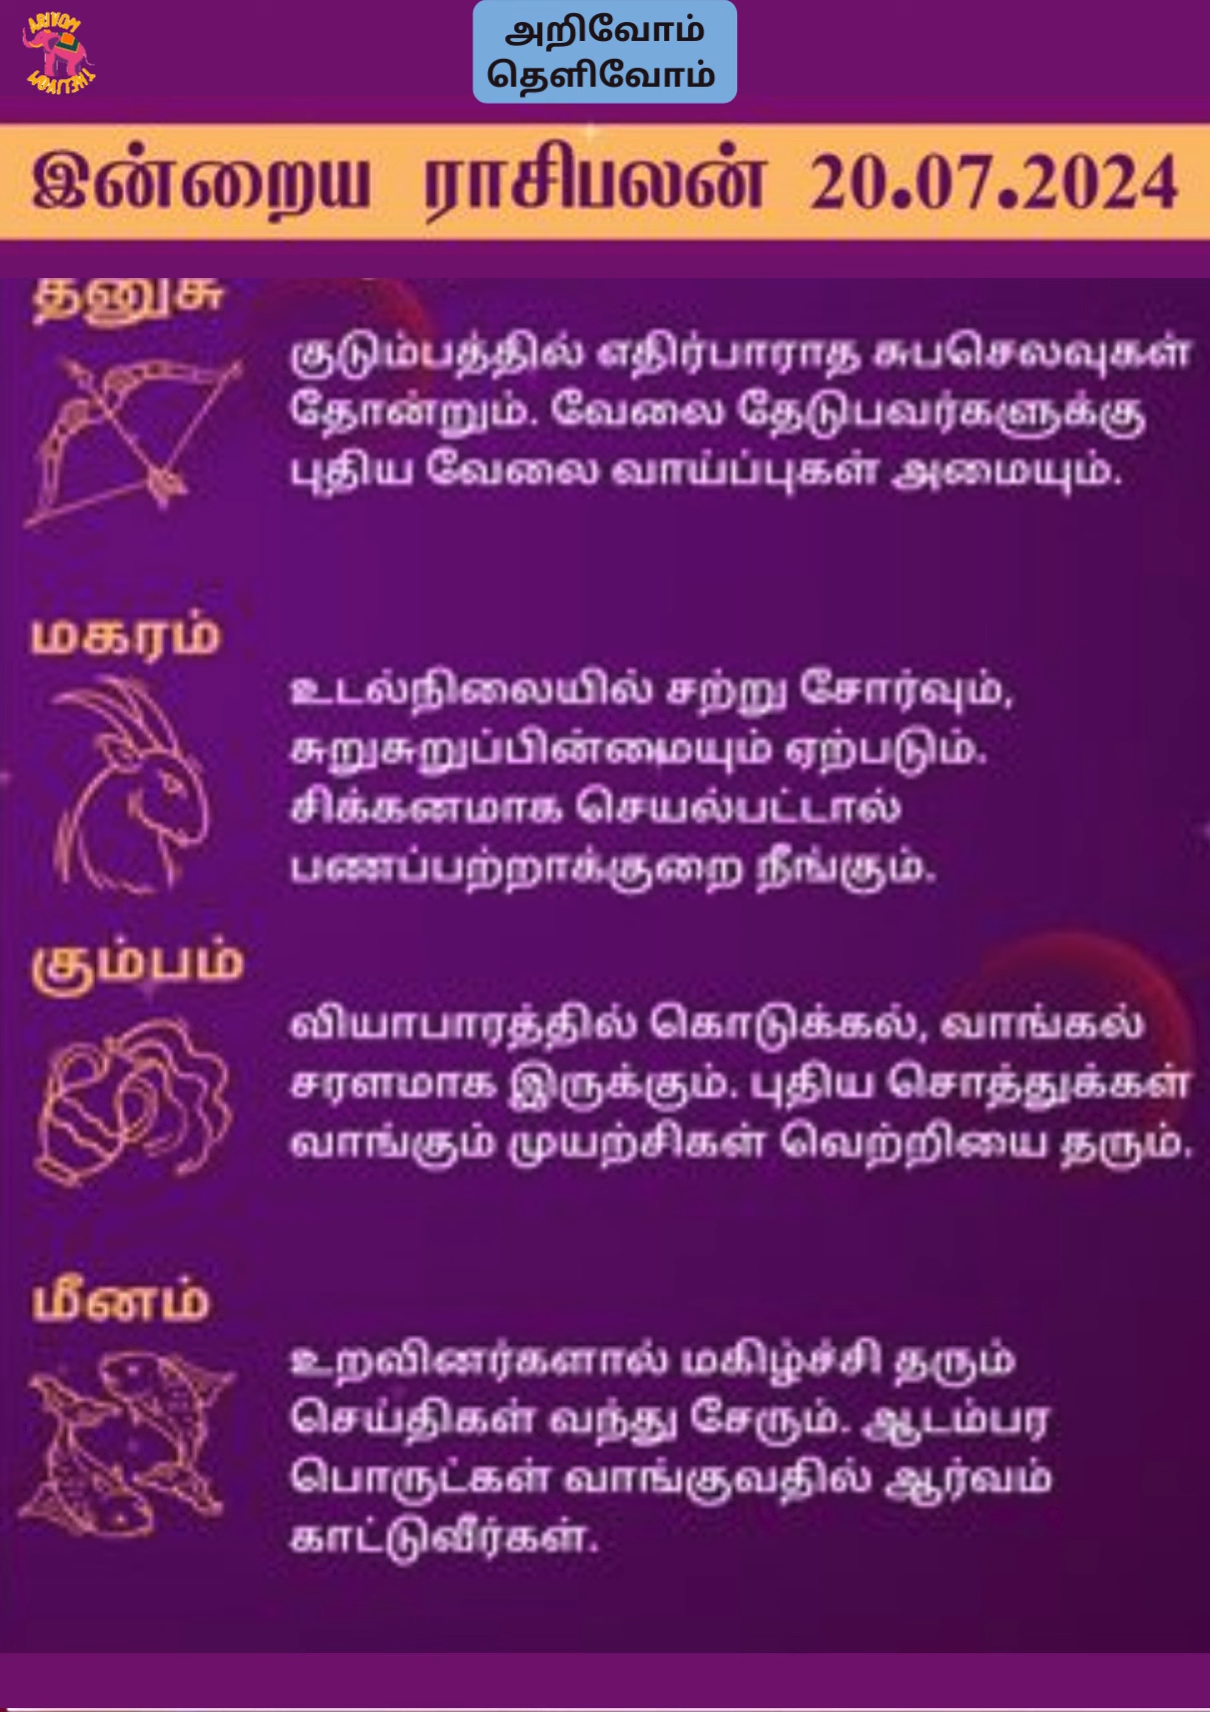 ARIVOM
THELIVOM
அறிவோம்
தெளிவோம்
இன்றைய ராசிபலன் 20.07.2024
தனுசு
குடும்பத்தில் எதிர்பாராத சுபசெலவுகள்
தோன்றும். வேலை தேடுபவர்களுக்கு
புதிய வேலை வாய்ப்புகள் அமையும்.
மகரம்
உடல்நிலையில் சற்று சோர்வும்,
சுறுசுறுப்பின்மையும் ஏற்படும்.
சிக்கனமாக செயல்பட்டால்
பணப்பற்றாக்குறை நீங்கும்.
கும்பம்
வியாபாரத்தில் கொடுக்கல், வாங்கல்
சரளமாக இருக்கும். புதிய சொத்துக்கள்
வாங்கும் முயற்சிகள் வெற்றியை தரும்.
மீனம்
உறவினர்களால் மகிழ்ச்சி தரும்
செய்திகள் வந்து சேரும். ஆடம்பர
பொருட்கள் வாங்குவதில் ஆர்வம்
காட்டுவீர்கள்.